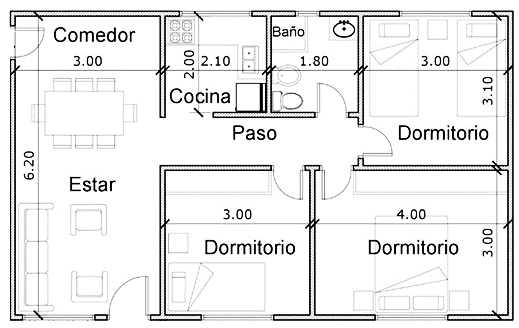 Comedor
3.00
2.00
2.10
Cocina
Baño
1.80
3.00
3.10
Dormitorio
Paso
6.20
Estar
3.00
Dormitorio
4.00
Dormitorio
3.00